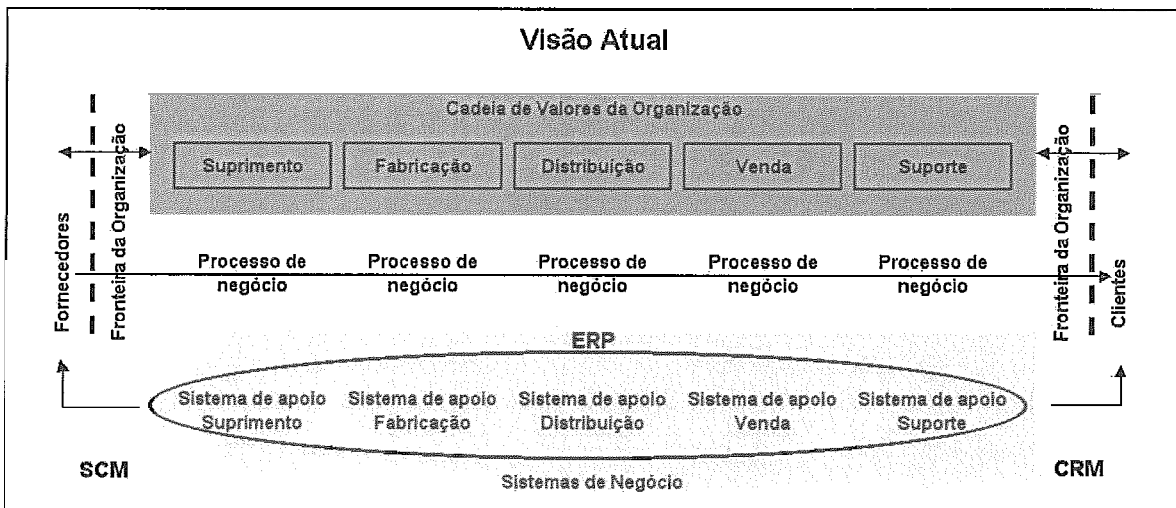 Visão Atual
Cadeia de Valores da Organização
Suprimento
Fabricação
Distribuição
Venda
Suporte
Fornecedores
Fronteira da Organização
Fronteira da Organização
Clientes
Processo de
negócio
Processo de
negócio
Processo de
negócio
Processo de
negócio
Processo de
negócio
ERP
Sistema de apoio
Suprimento
Sistema de apoio
Fabricação
Sistema de apoio
Distribuição
Sistema de apoio
Venda
Sistema de apoio
Suporte
SCM
CRM
Sistemas de Negócio